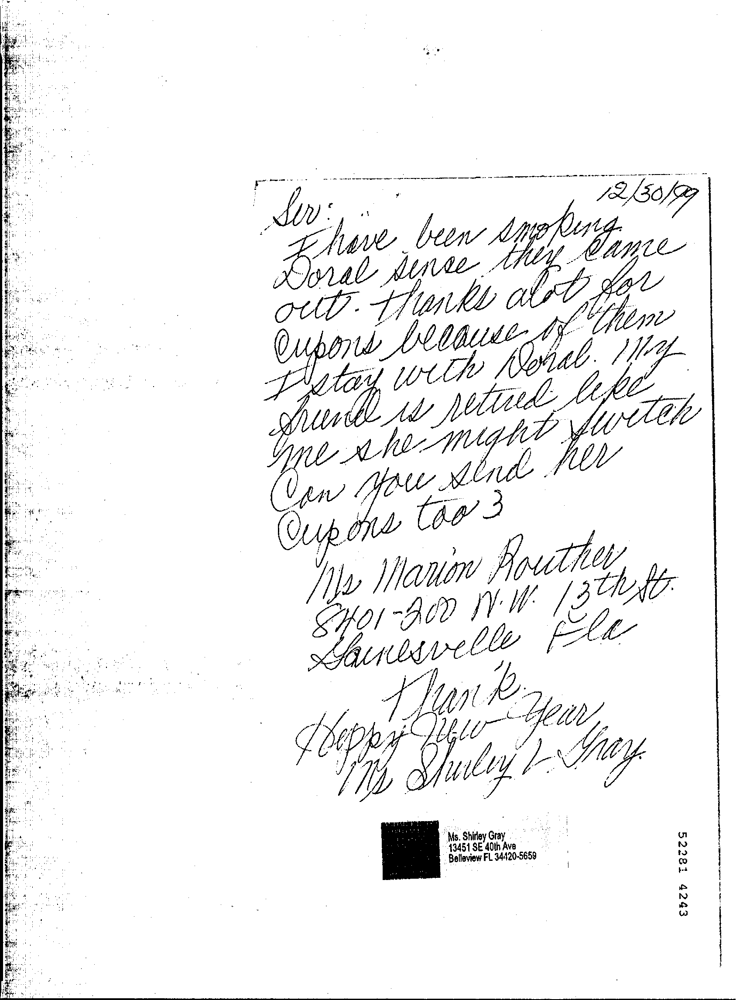 12/30/99
Sir:
I have been smoking
Doral sense they came
out. thanks alot for
Cupons because of them
I stay with Doral. My
friend is retired like
me she might switch
Can you send her
Cupons too?
Ms Marion Routher
8401-200 N.W. 13th St.
Gainesville Fla
Thank
Happy New Year
Ms Shirley L Gray.
Ms. Shirley Gray
13451 SE 40th Ave
Belleview FL 34420-5659
52281 4243